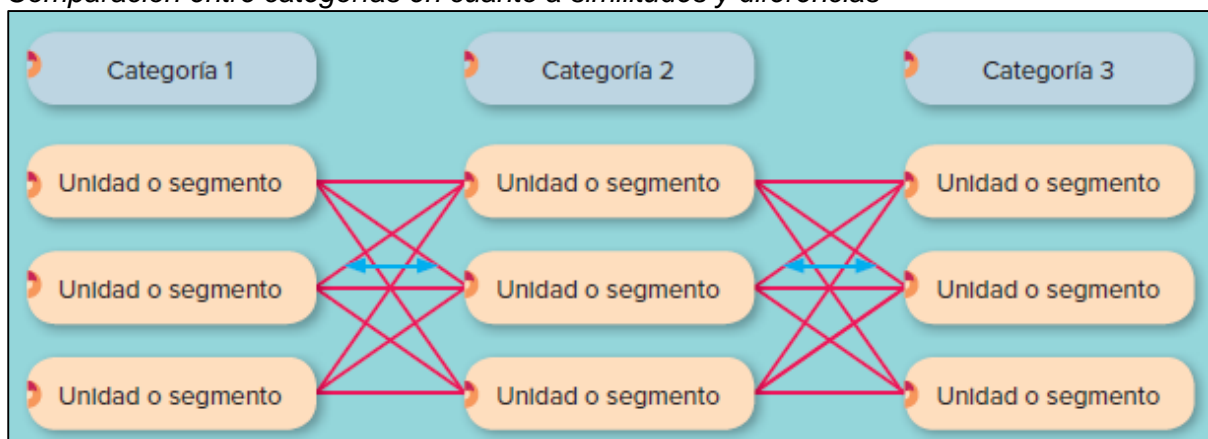 Comparación entre categorías en cuanto a similitudes y diferencias
Categoría 1 Categoría 2 Categoría 3
Unidad o segmento Unidad o segmento Unidad o segmento
Unidad o segmento Unidad o segmento Unidad o segmento
Unidad o segmento Unidad o segmento Unidad o segmento